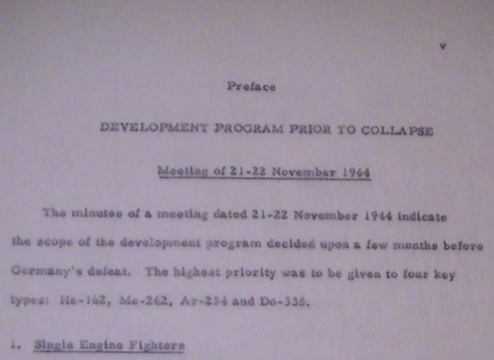 v
Preface
DEVELOPMENT PROGRAM PRIOR TO COLLAPSE
Meeting of 21-22 November 1944
The minutes of a meeting dated 21-22 November 1944 indicate
the scope of the development program decided upon a few months before
Germany's defeat. The highest priority was to be given to four key
types: He-162, Me-262, Ar-234 and Do-335.
1. Single Engine Fighters